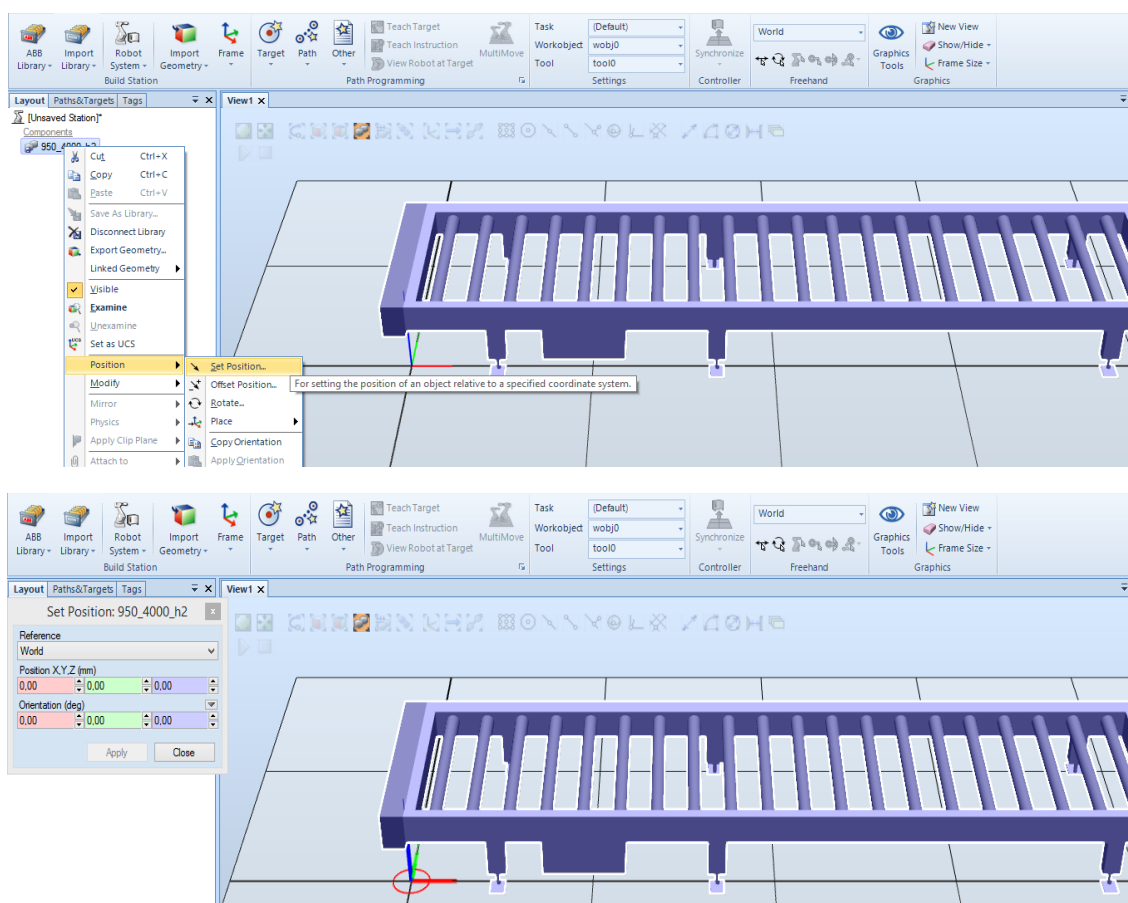 ABB Library
Import Library
Robot System
Import Geometry
Frame
Target
Path
Other
Teach Target
Teach Instruction
View Robot at Target
MultiMove
Task (Default)
Workobject wobj0
Tool tool0
Synchronize
World
Graphics Tools
New View
Show/Hide
Frame Size
Build Station
Path Programming
Settings
Controller
Freehand
Graphics
Layout Paths&Targets Tags
View1
[Unsaved Station]*
Components
950_4000_h2
Cut Ctrl+X
Copy Ctrl+C
Paste Ctrl+V
Save As Library...
Disconnect Library
Export Geometry...
Linked Geometry
Visible
Examine
Unexamine
UCS Set as UCS
Position
Modify
Mirror
Physics
Apply Clip Plane
Attach to
Set Position...
Offset Position...
For setting the position of an object relative to a specified coordinate system.
Rotate...
Place
Copy Orientation
Apply Orientation
ABB Library
Import Library
Robot System
Import Geometry
Frame
Target
Path
Other
Teach Target
Teach Instruction
View Robot at Target
MultiMove
Task (Default)
Workobject wobj0
Tool tool0
Synchronize
World
Graphics Tools
New View
Show/Hide
Frame Size
Build Station
Path Programming
Settings
Controller
Freehand
Graphics
Layout Paths&Targets Tags
View1
Set Position: 950_4000_h2
Reference
World
Position X,Y,Z (mm)
0,00 0,00 0,00
Orientation (deg)
0,00 0,00 0,00
Apply Close